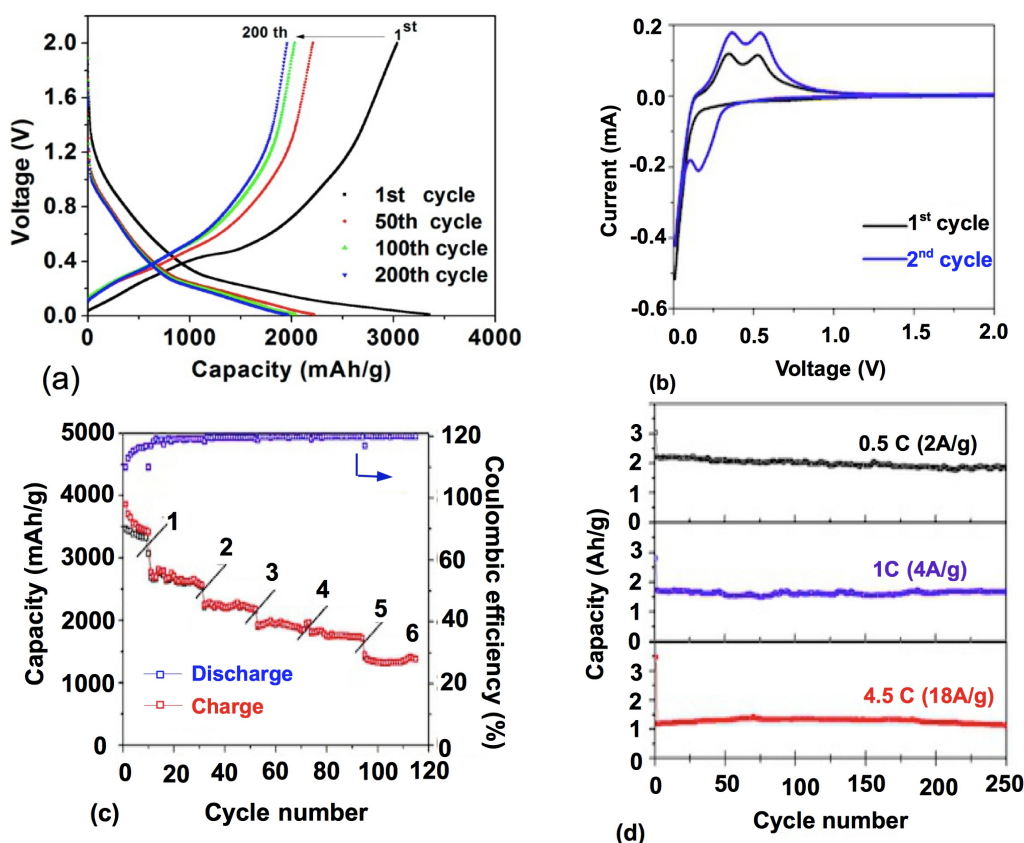 200 th
1st
2.0
1.6
1.2
0.8
0.4
0.0
Voltage (V)
1st cycle
50th cycle
100th cycle
200th cycle
0 1000 2000 3000 4000
Capacity (mAh/g)
(a)
0.2
0.0
-0.2
-0.4
-0.6
Current (mA)
1st cycle
2nd cycle
0.0 0.5 1.0 1.5 2.0
Voltage (V)
(b)
5000
4000
3000
2000
1000
0
Capacity (mAh/g)
1
2
3
4
5
6
Discharge
Charge
120
100
80
60
40
20
0
Coulombic efficiency (%)
0 20 40 60 80 100 120
Cycle number
(c)
3
2
1
0
0.5 C (2A/g)
3
2
1
0
1C (4A/g)
3
2
1
0
4.5 C (18A/g)
Capacity (Ah/g)
0 50 100 150 200 250
Cycle number
(d)